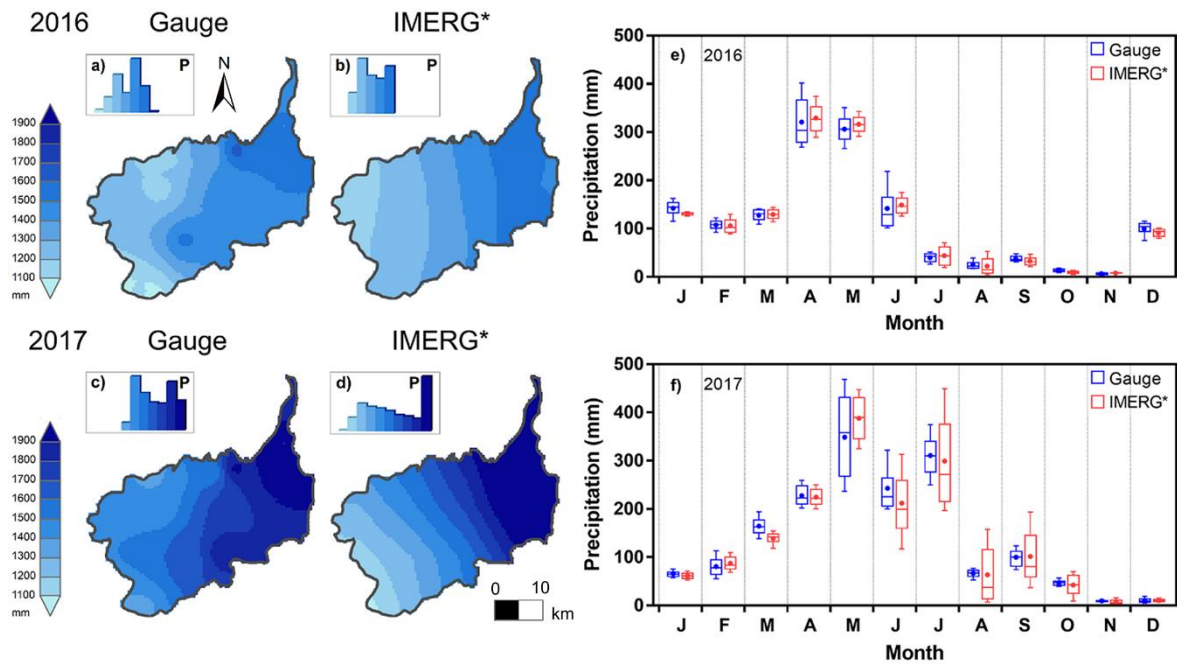 2016 Gauge IMERG*
a) P
N
b) P
1900
1800
1700
1600
1500
1400
1300
1200
1100
mm
2017 Gauge IMERG*
c) P
d) P
1900
1800
1700
1600
1500
1400
1300
1200
1100
mm
0 10
km
e) 2016
Gauge
IMERG*
Precipitation (mm)
500
400
300
200
100
0
J F M A M J J A S O N D
Month
f) 2017
Gauge
IMERG*
Precipitation (mm)
500
400
300
200
100
0
J F M A M J J A S O N D
Month